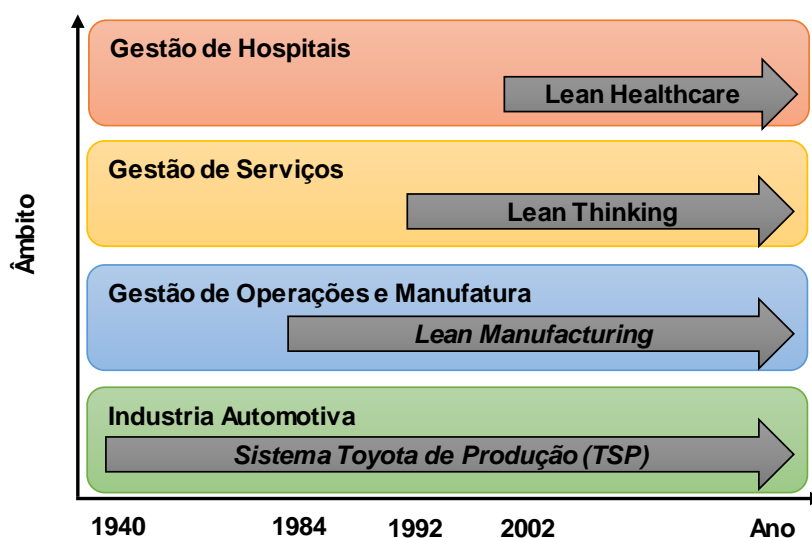 Gestão de Hospitais
Lean Healthcare
Gestão de Serviços
Lean Thinking
Âmbito
Gestão de Operações e Manufatura
Lean Manufacturing
Industria Automotiva
Sistema Toyota de Produção (TSP)
1940 1984 1992 2002 Ano